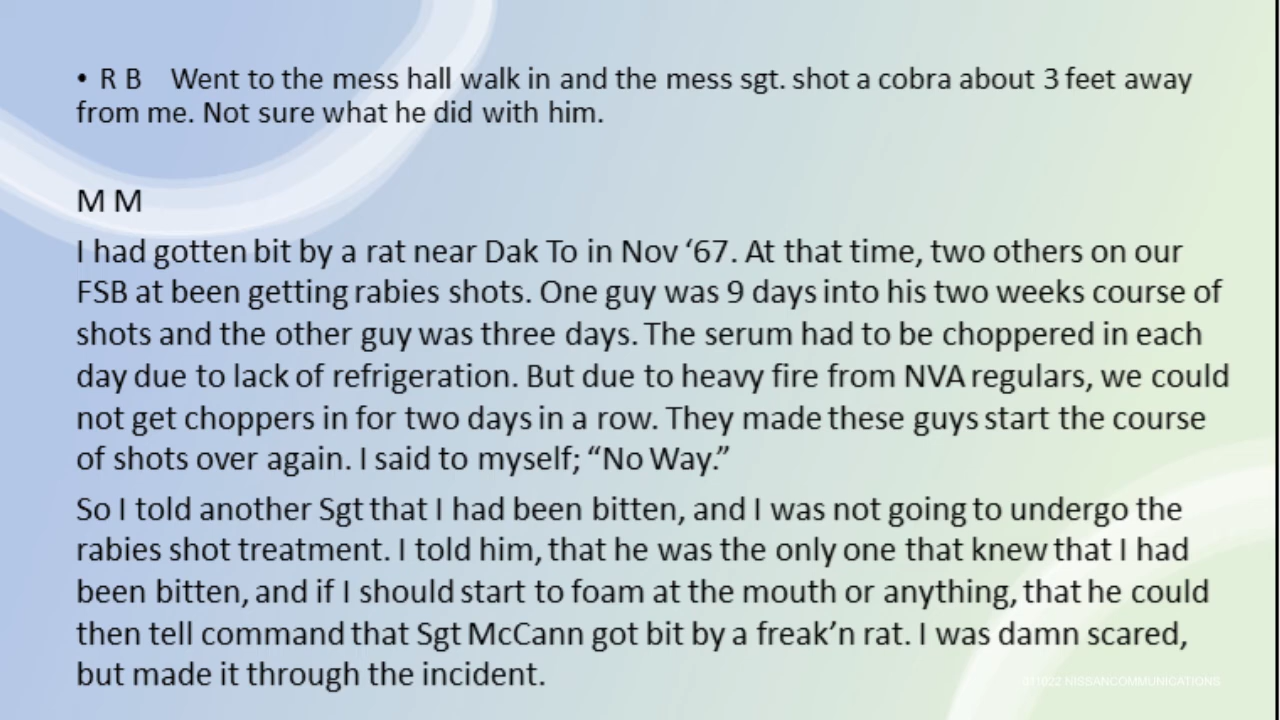 • R B Went to the mess hall walk in and the mess sgt. shot a cobra about 3 feet away
from me. Not sure what he did with him.
M M
I had gotten bit by a rat near Dak To in Nov ‘67. At that time, two others on our
FSB at been getting rabies shots. One guy was 9 days into his two weeks course of
shots and the other guy was three days. The serum had to be choppered in each
day due to lack of refrigeration. But due to heavy fire from NVA regulars, we could
not get choppers in for two days in a row. They made these guys start the course
of shots over again. I said to myself; “No Way.”
So I told another Sgt that I had been bitten, and I was not going to undergo the
rabies shot treatment. I told him, that he was the only one that knew that I had
been bitten, and if I should start to foam at the mouth or anything, that he could
then tell command that Sgt McCann got bit by a freak’n rat. I was damn scared,
but made it through the incident.
NISSANCOMMUNICATIONS